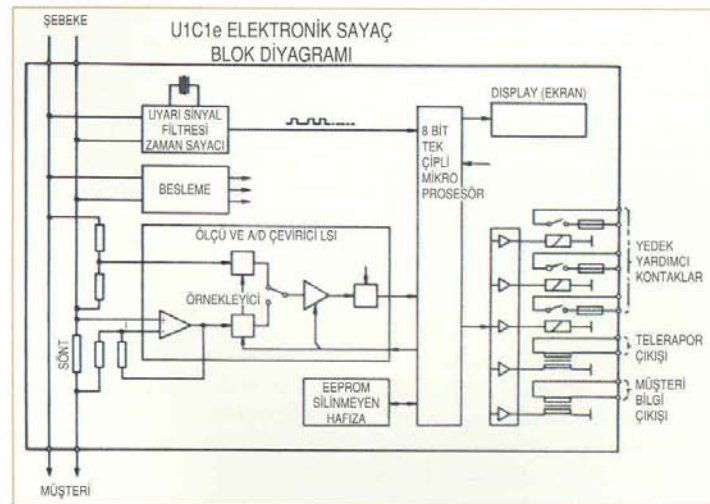 ŞEBEKE
U1C1e ELEKTRONİK SAYAÇ
BLOK DİYAGRAMI
UYARI SİNYAL
FİLTRESİ
ZAMAN SAYACI
BESLEME
8 BİT
TEK
ÇİPLİ
MİKRO
PROSESÖR
DISPLAY (EKRAN)
ÖLÇÜ VE A/D ÇEVİRİCİ LSI
ÖRNEKLEYİCİ
ŞÖNT
EEPROM
SİLİNMEYEN
HAFIZA
YEDEK
YARDIMCI
KONTAKLAR
TELERAPOR
ÇIKIŞI
MÜŞTERİ
BİLGİ
ÇIKIŞI
MÜŞTERİ